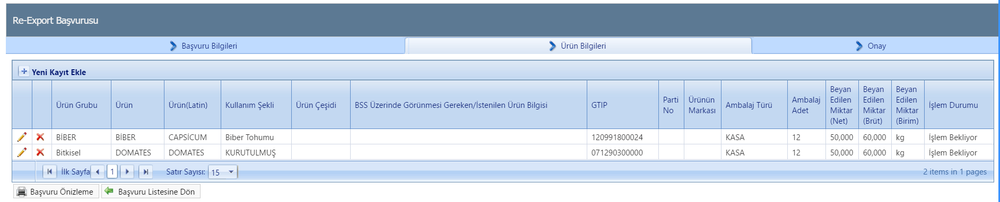 Re-Export Başvurusu
Başvuru Bilgileri Ürün Bilgileri Onay
Yeni Kayıt Ekle
Ürün Grubu Ürün Ürün(Latin) Kullanım Şekli Ürün Çeşidi BSS Üzerinde Görünmesi Gereken/İstenilen Ürün Bilgisi GTIP Parti No Ürünün Markası Ambalaj Türü Ambalaj Adet Beyan Edilen Miktar (Net) Beyan Edilen Miktar (Brüt) Beyan Edilen Miktar (Birim) İşlem Durumu
BİBER BİBER CAPSİCUM Biber Tohumu 120991800024 KASA 12 50,000 60,000 kg İşlem Bekliyor
Bitkisel DOMATES DOMATES KURUTULMUŞ 071290300000 KASA 12 50,000 60,000 kg İşlem Bekliyor
İlk Sayfa 1 Satır Sayısı: 15 2 items in 1 pages
Başvuru Önizleme Başvuru Listesine Dön